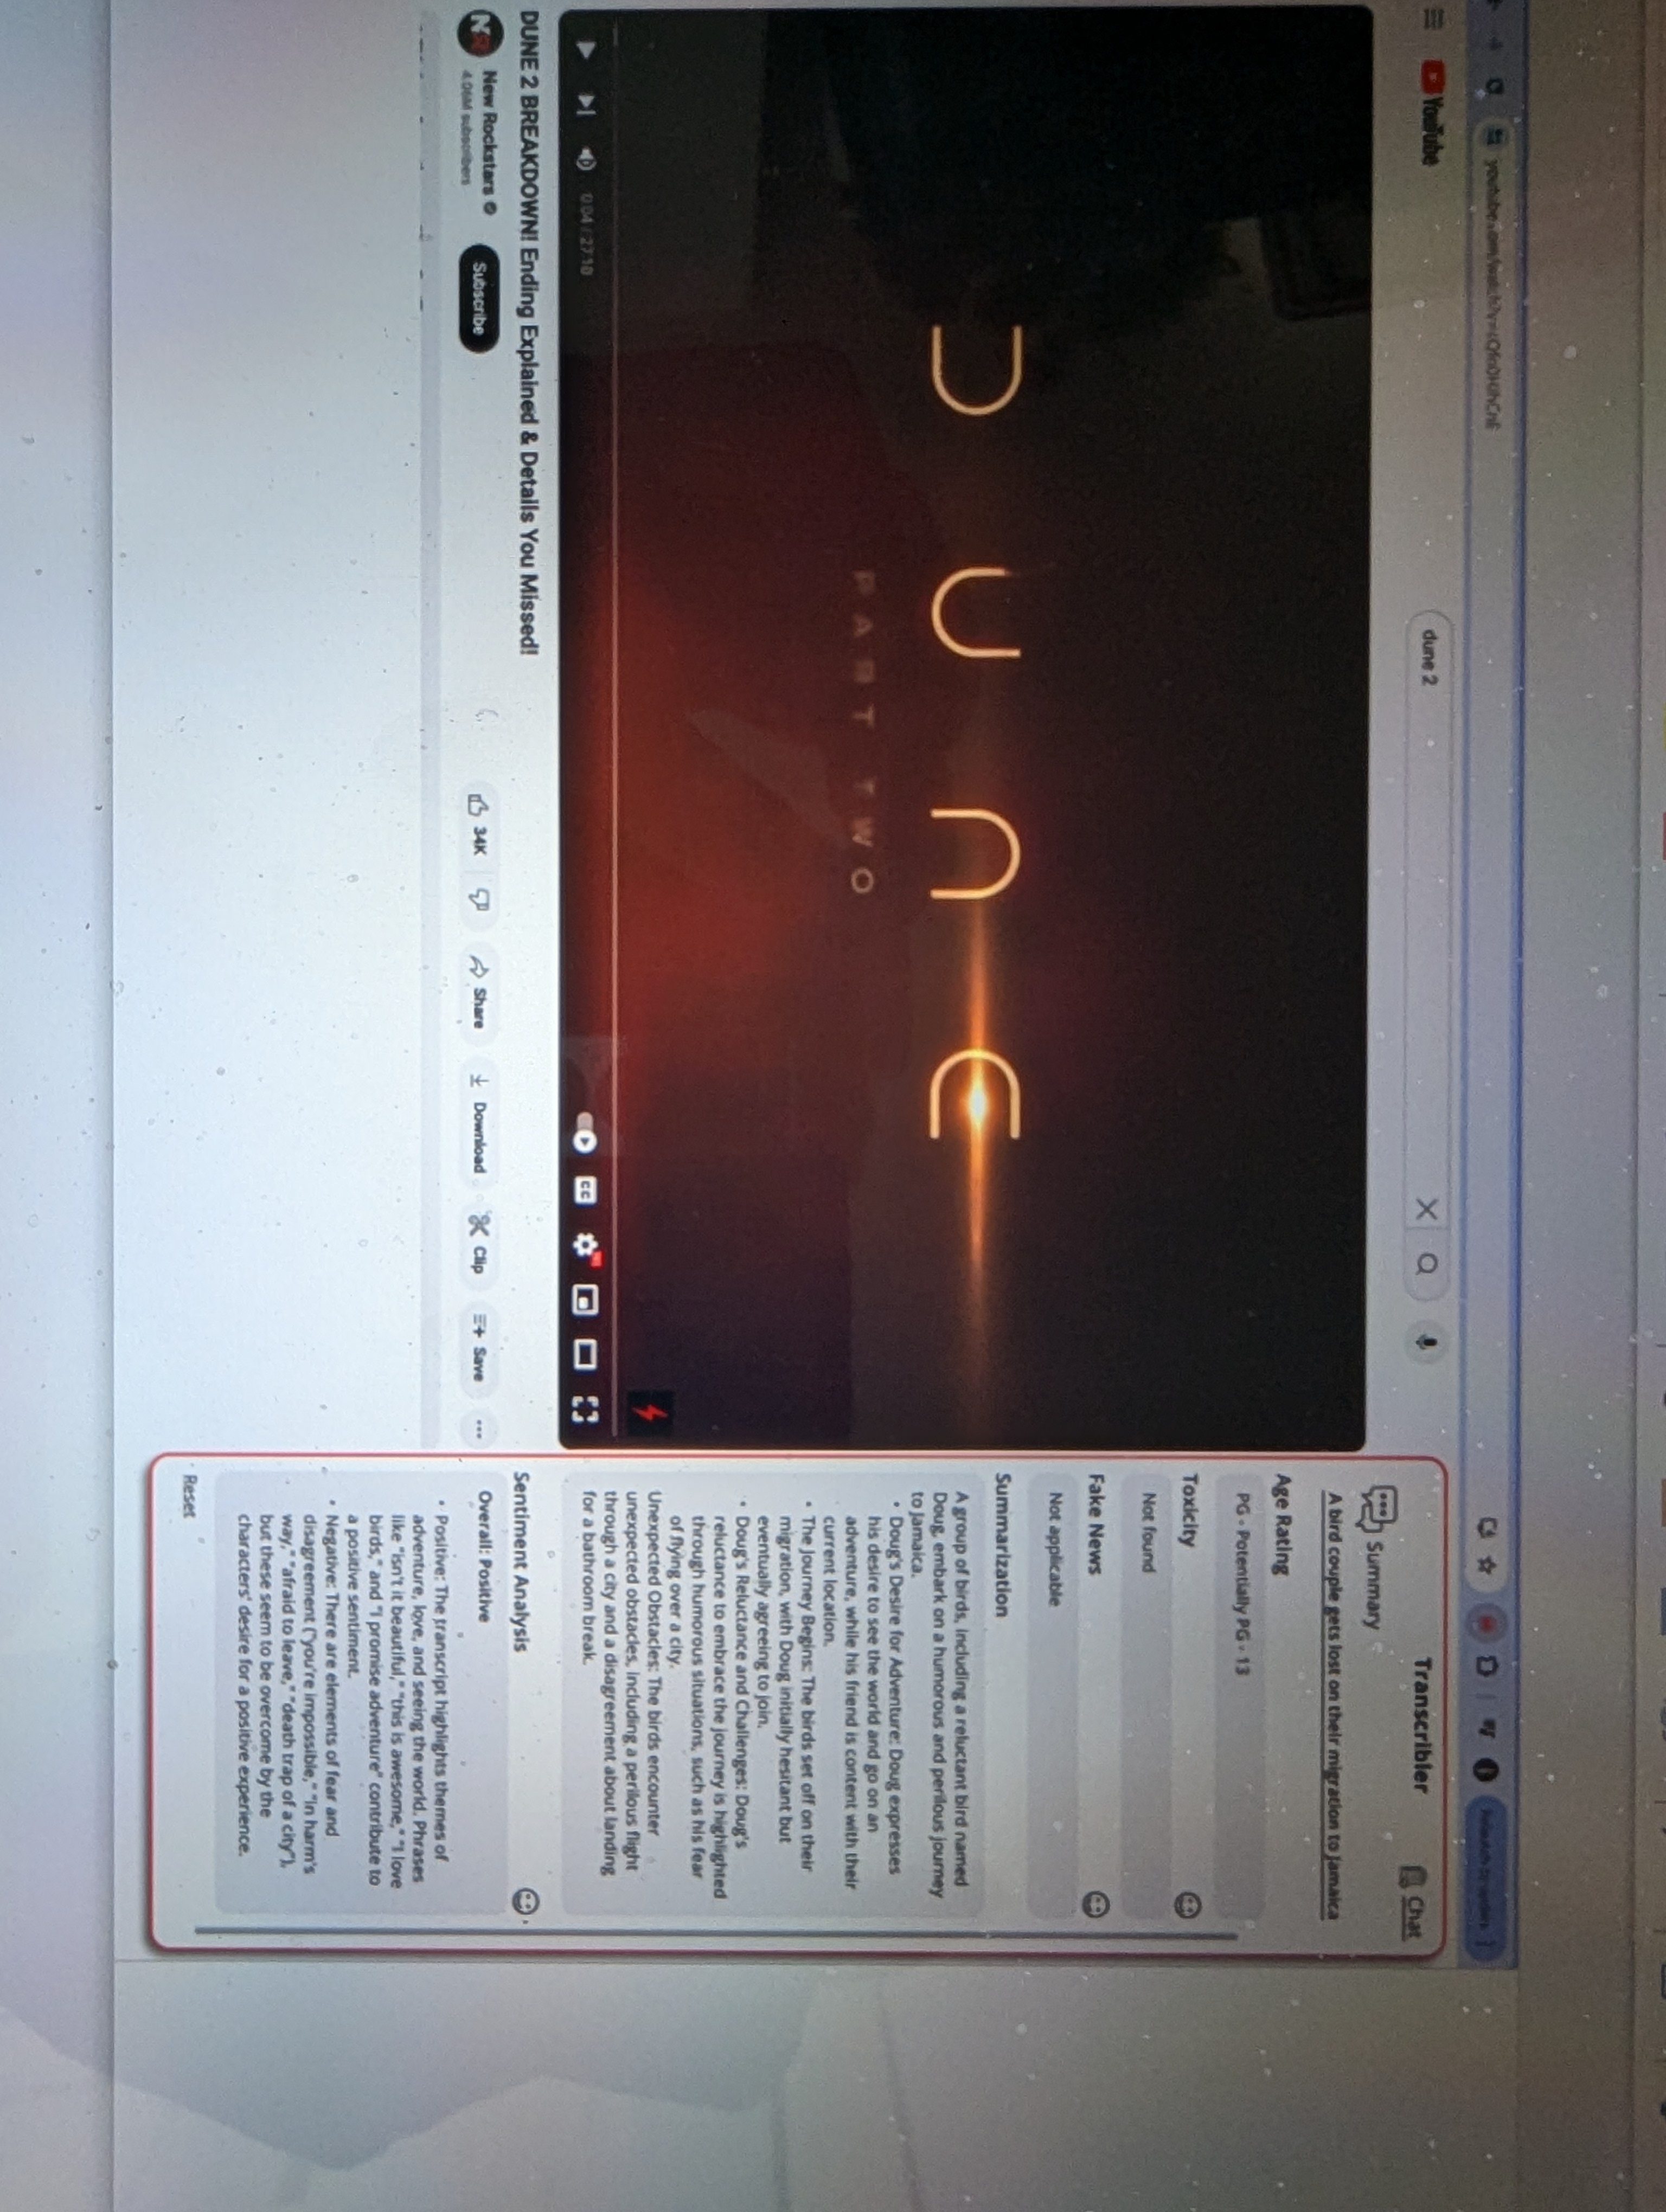 YouTube
dune 2
DUNE
PART TWO
0:04 / 27:10
CC
DUNE 2 BREAKDOWN! Ending Explained & Details You Missed!
NR
New Rockstars
4.06M subscribers
Subscribe
34K
Share
Download
Clip
Save
Transcribler
Chat
Summary
A bird couple gets lost on their migration to Jamaica
Age Rating
PG - Potentially PG - 13
Toxicity
Not found
Fake News
Not applicable
Summarization
A group of birds, including a reluctant bird named
Doug, embark on a humorous and perilous journey
to Jamaica.
• Doug's Desire for Adventure: Doug expresses
his desire to see the world and go on an
adventure, while his friend is content with their
current location.
• The Journey Begins: The birds set off on their
migration, with Doug initially hesitant but
eventually agreeing to join.
• Doug's Reluctance and Challenges: Doug's
reluctance to embrace the journey is highlighted
through humorous situations, such as his fear
of flying over a city.
Unexpected Obstacles: The birds encounter
unexpected obstacles, including a perilous flight
through a city and a disagreement about landing
for a bathroom break.
Sentiment Analysis
Overall: Positive
• Positive: The transcript highlights themes of
adventure, love, and seeing the world. Phrases
like "isn't it beautiful," "this is awesome," "I love
birds," and "I promise adventure" contribute to
a positive sentiment.
• Negative: There are elements of fear and
disagreement ("you're impossible," "in harm's
way," "afraid to leave," "death trap of a city"),
but these seem to be overcome by the
characters' desire for a positive experience.
Reset